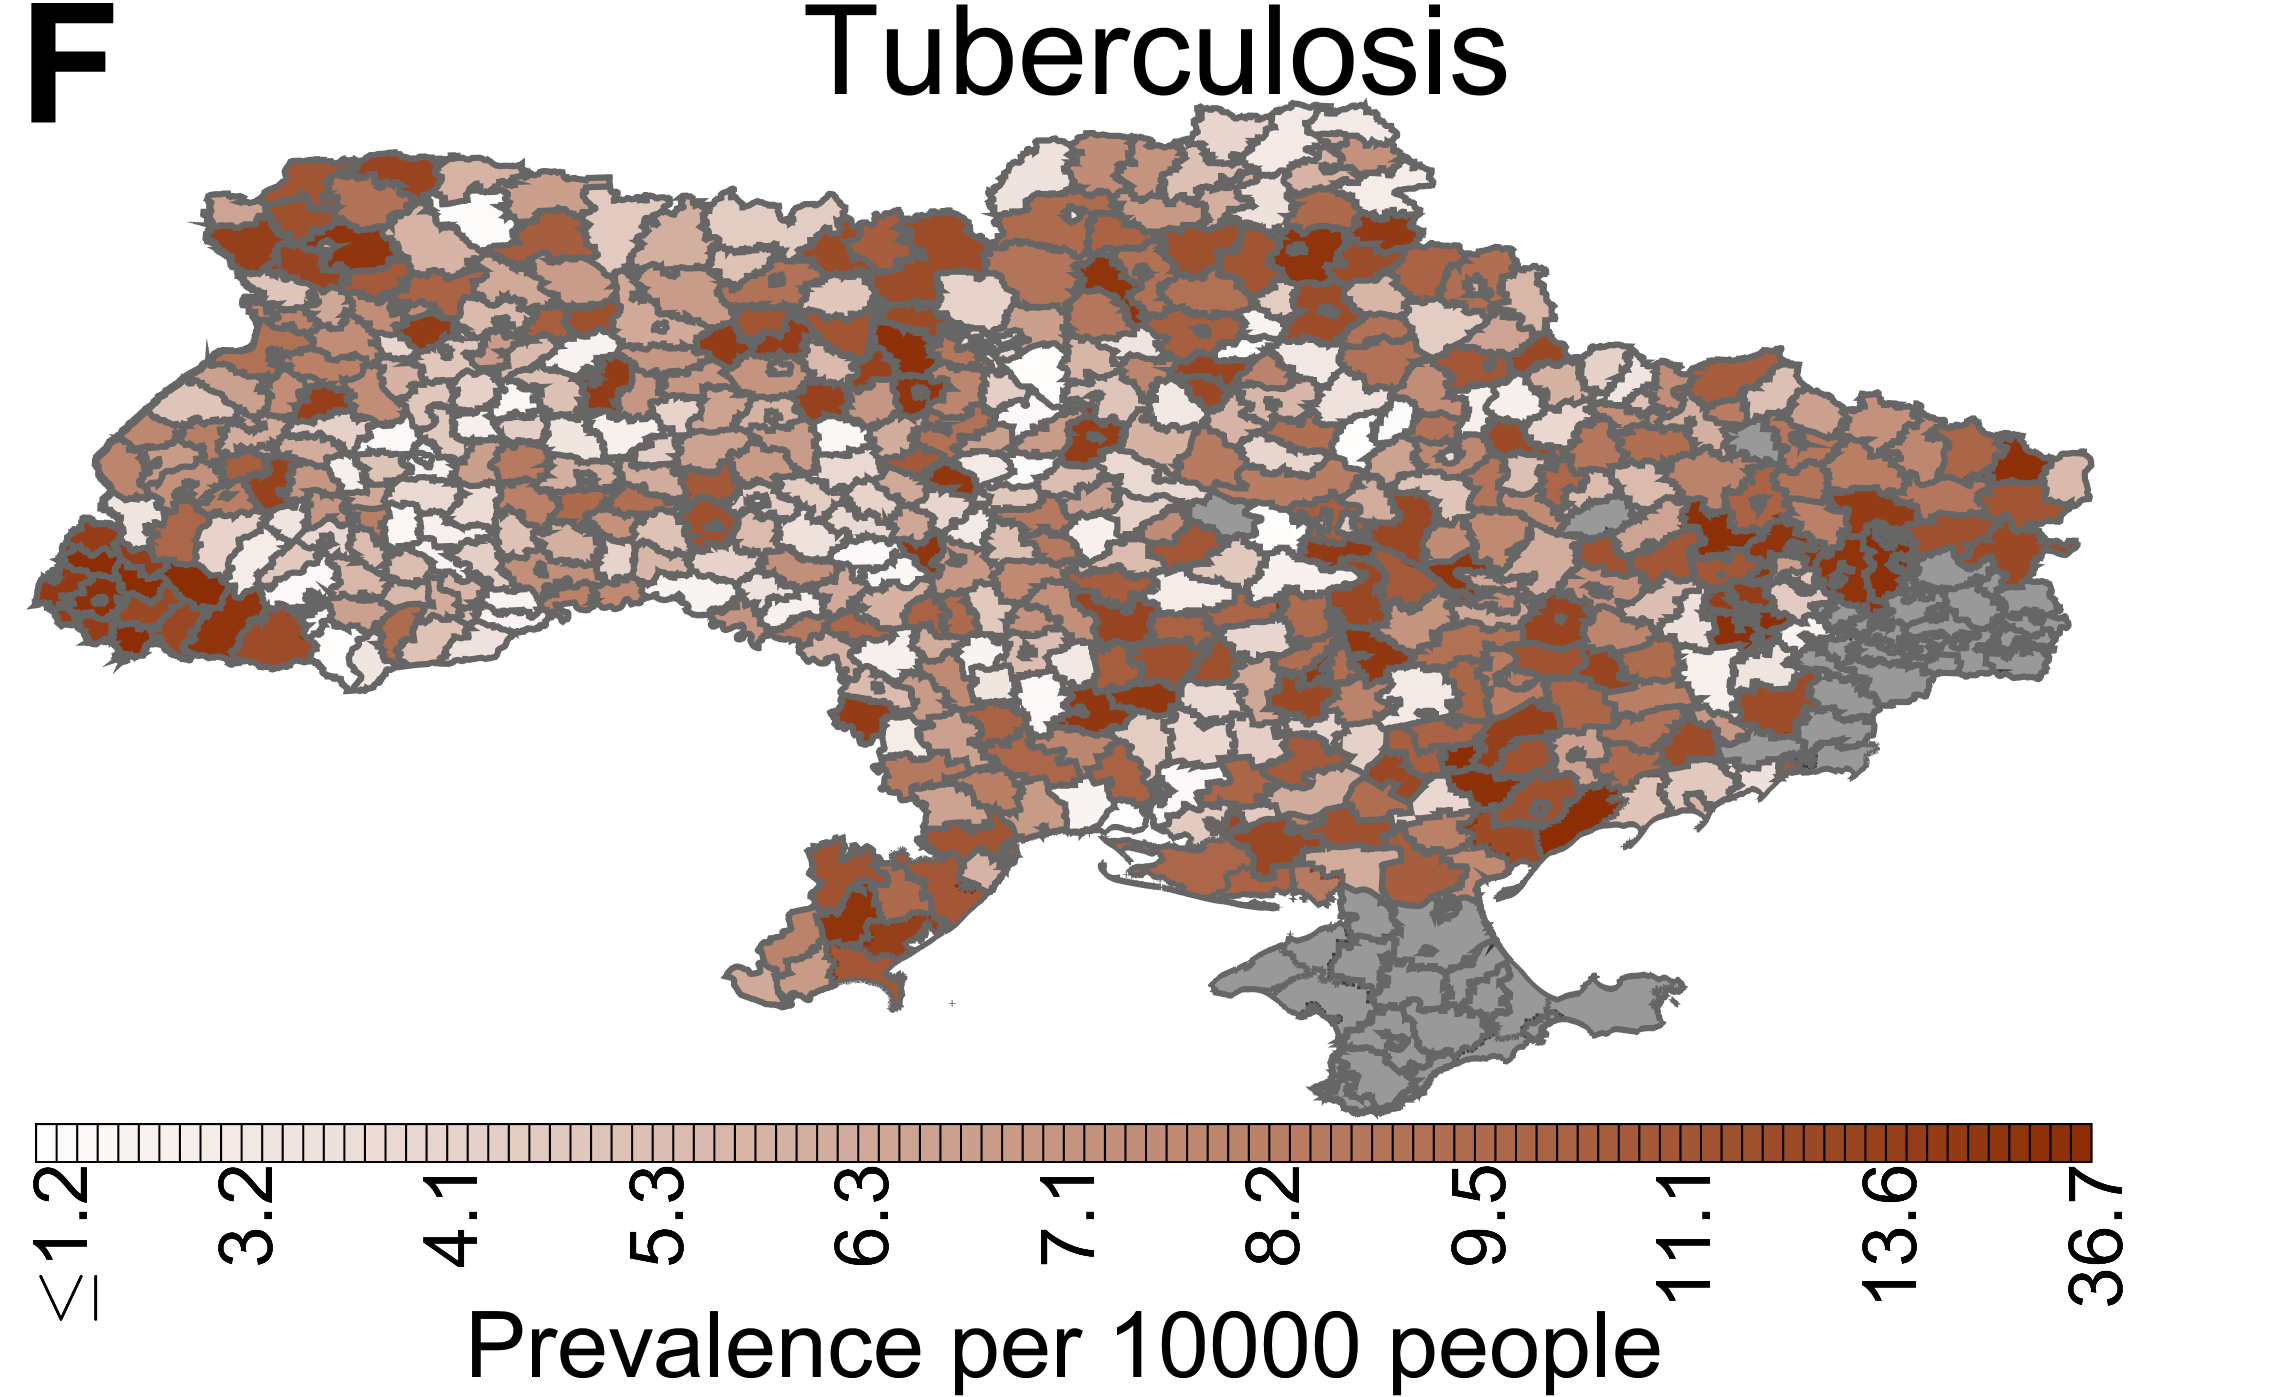 F
Tuberculosis
≤1.2 3.2 4.1 5.3 6.3 7.1 8.2 9.5 11.1 13.6 36.7
Prevalence per 10000 people